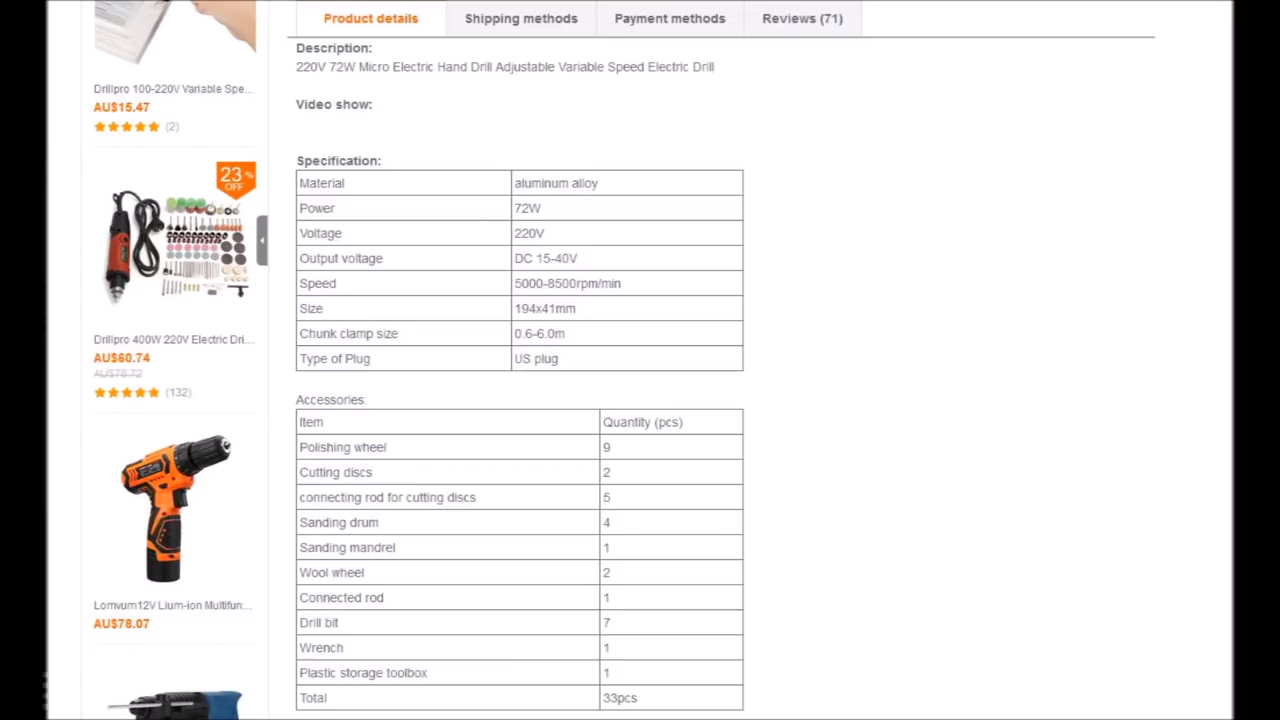 Product details Shipping methods Payment methods Reviews (71)
Drillpro 100-220V Variable Spe...
AU$15.47
(2)
23% OFF
Drillpro 400W 220V Electric Dri...
AU$60.74
AU$78.72
(132)
Lomvum12V Lium-ion Multifun...
AU$78.07
Description:
220V 72W Micro Electric Hand Drill Adjustable Variable Speed Electric Drill
Video show:
Specification:
Material aluminum alloy
Power 72W
Voltage 220V
Output voltage DC 15-40V
Speed 5000-8500rpm/min
Size 194x41mm
Chunk clamp size 0.6-6.0m
Type of Plug US plug
Accessories:
Item Quantity (pcs)
Polishing wheel 9
Cutting discs 2
connecting rod for cutting discs 5
Sanding drum 4
Sanding mandrel 1
Wool wheel 2
Connected rod 1
Drill bit 7
Wrench 1
Plastic storage toolbox 1
Total 33pcs